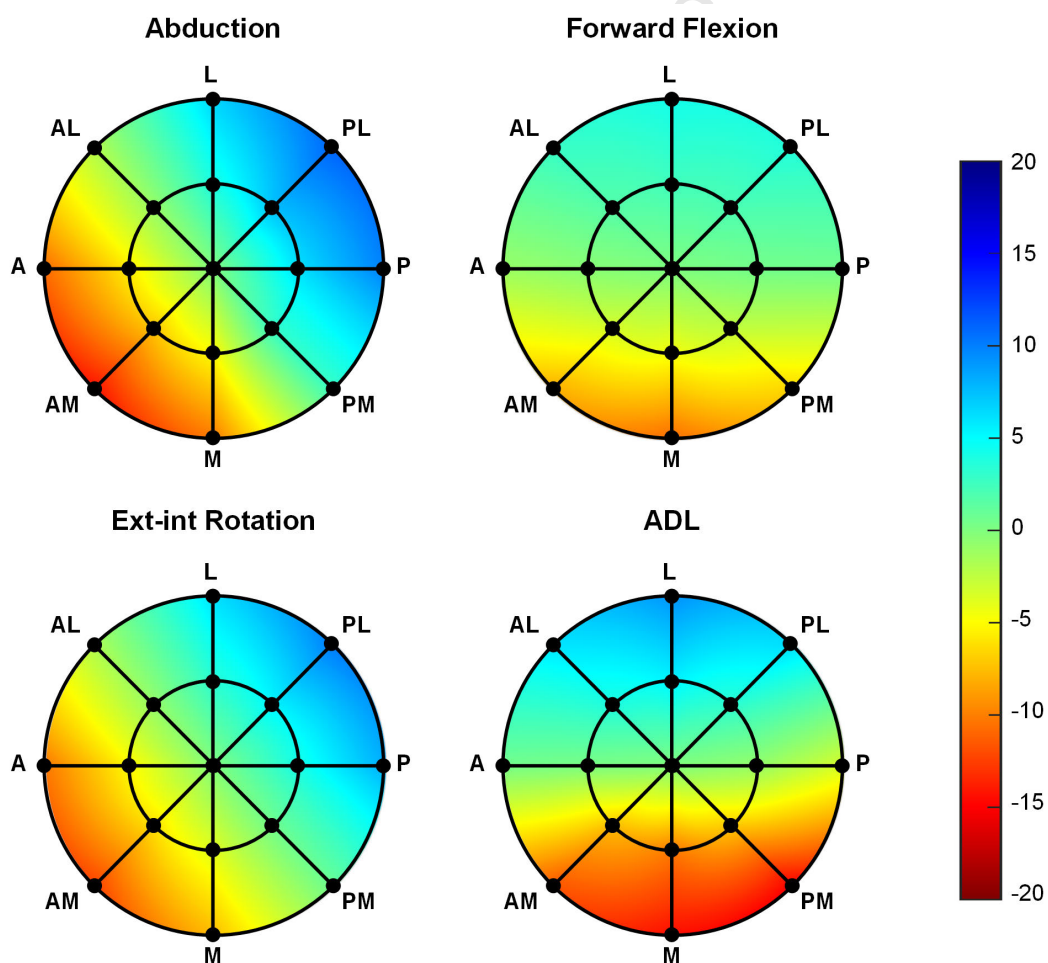 Abduction
Forward Flexion
L
L
AL
PL
AL
PL
A
P
A
P
AM
PM
AM
PM
M
M
20
15
10
5
0
-5
-10
-15
-20
Ext-int Rotation
ADL
L
L
AL
PL
AL
PL
A
P
A
P
AM
PM
AM
PM
M
M